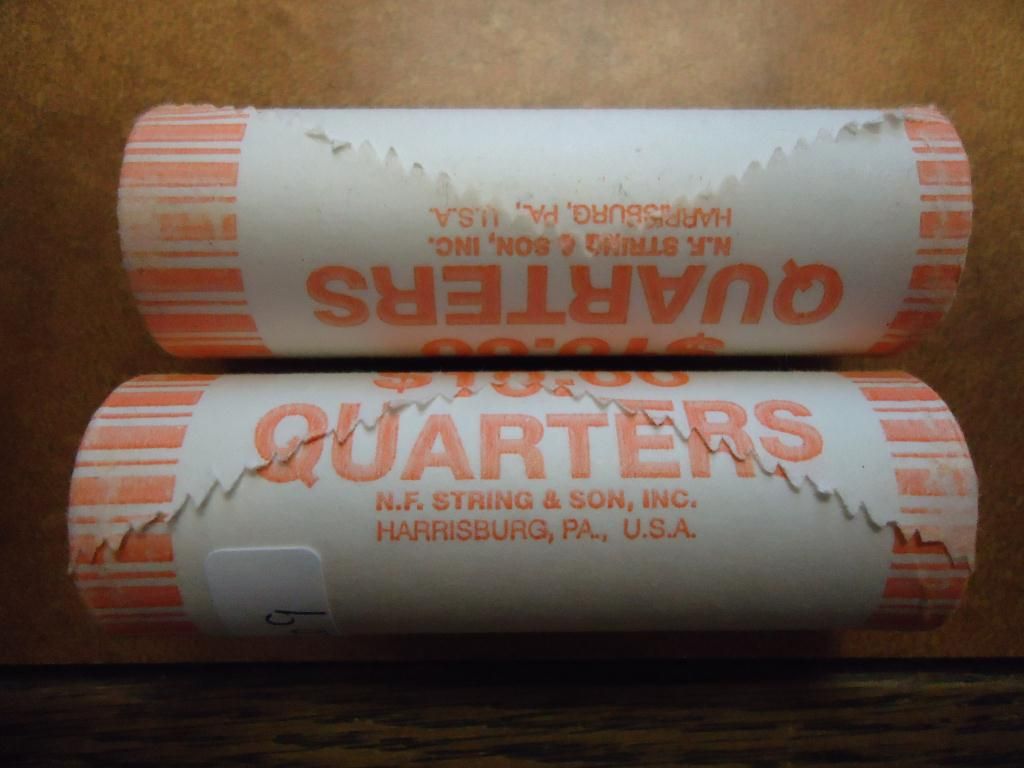 HARRISBURG, PA., U.S.A.
N.F. STRING & SON, INC.
QUARTERS
$10.00
$10.00
QUARTERS
N.F. STRING & SON, INC.
HARRISBURG, PA., U.S.A.